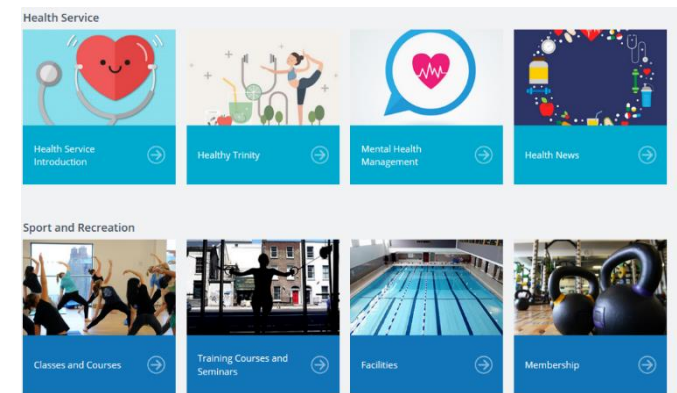 Health Service
Health Service
Introduction
Healthy Trinity
Mental Health
Management
Health News
Sport and Recreation
Classes and Courses
Training Courses and
Seminars
Facilities
Membership